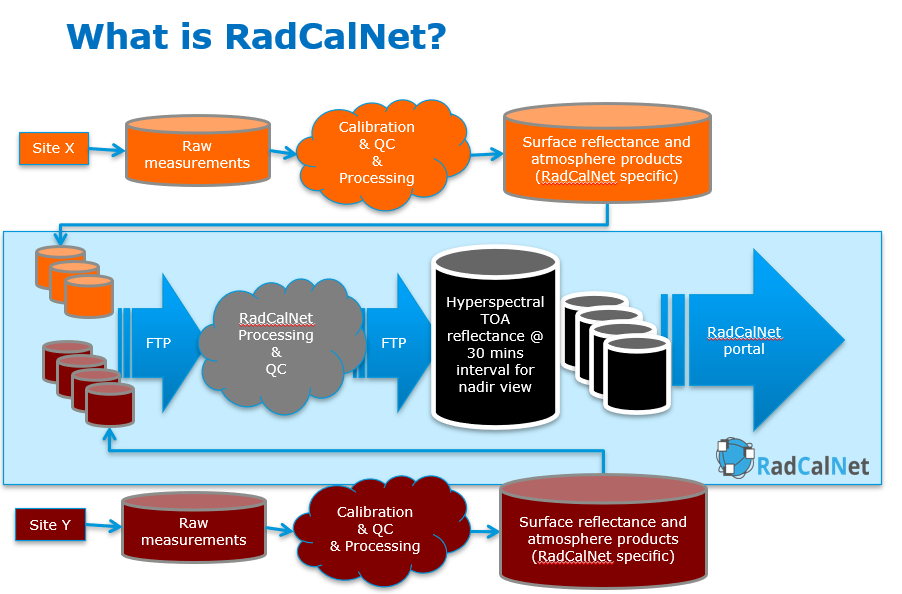 What is RadCalNet?
Site X
Raw
measurements
Calibration
& QC
&
Processing
Surface reflectance and
atmosphere products
(RadCalNet specific)
FTP
RadCalNet
Processing
&
QC
FTP
Hyperspectral
TOA
reflectance @
30 mins
interval for
nadir view
RadCalNet
portal
RadCalNet
Site Y
Raw
measurements
Calibration
& QC
& Processing
Surface reflectance and
atmosphere products
(RadCalNet specific)